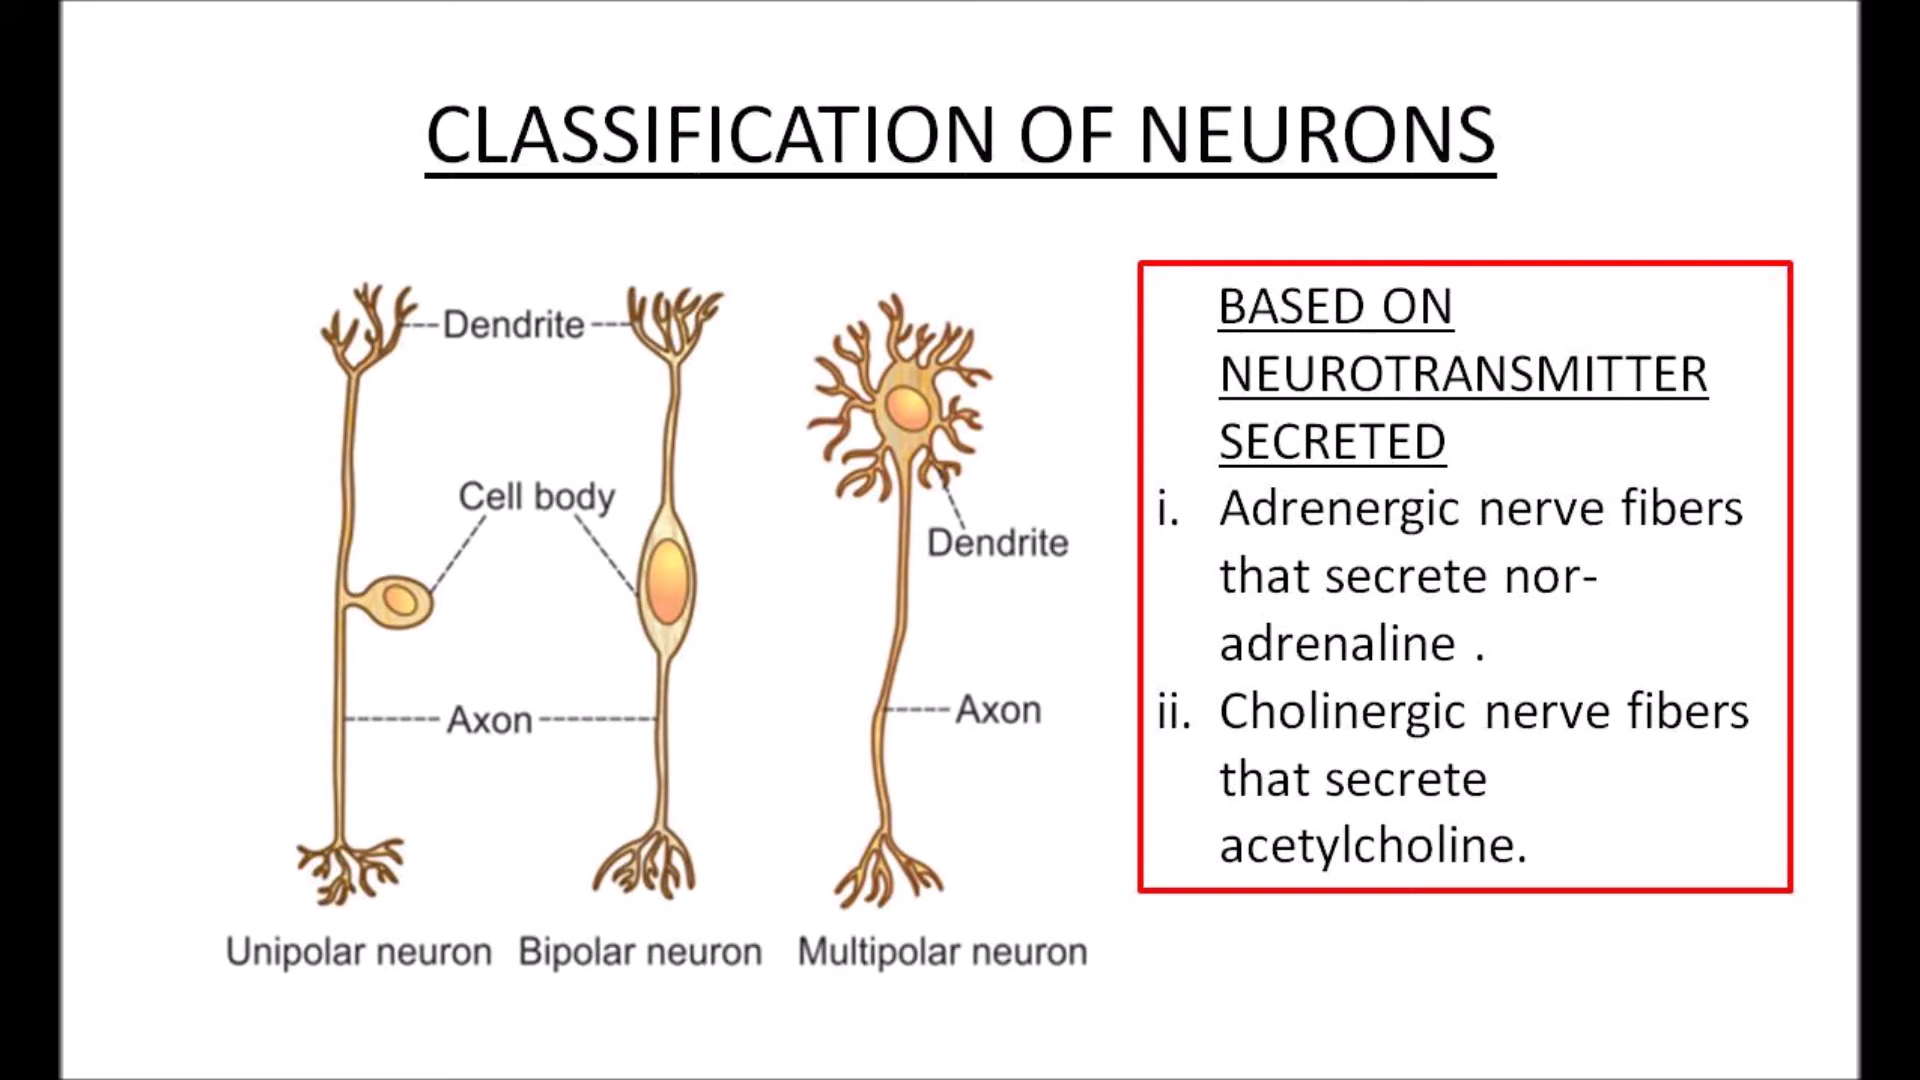 CLASSIFICATION OF NEURONS
Dendrite
Cell body
Axon
Dendrite
Axon
Unipolar neuron
Bipolar neuron
Multipolar neuron
BASED ON
NEUROTRANSMITTER
SECRETED
i. Adrenergic nerve fibers
that secrete nor-
adrenaline .
ii. Cholinergic nerve fibers
that secrete
acetylcholine.